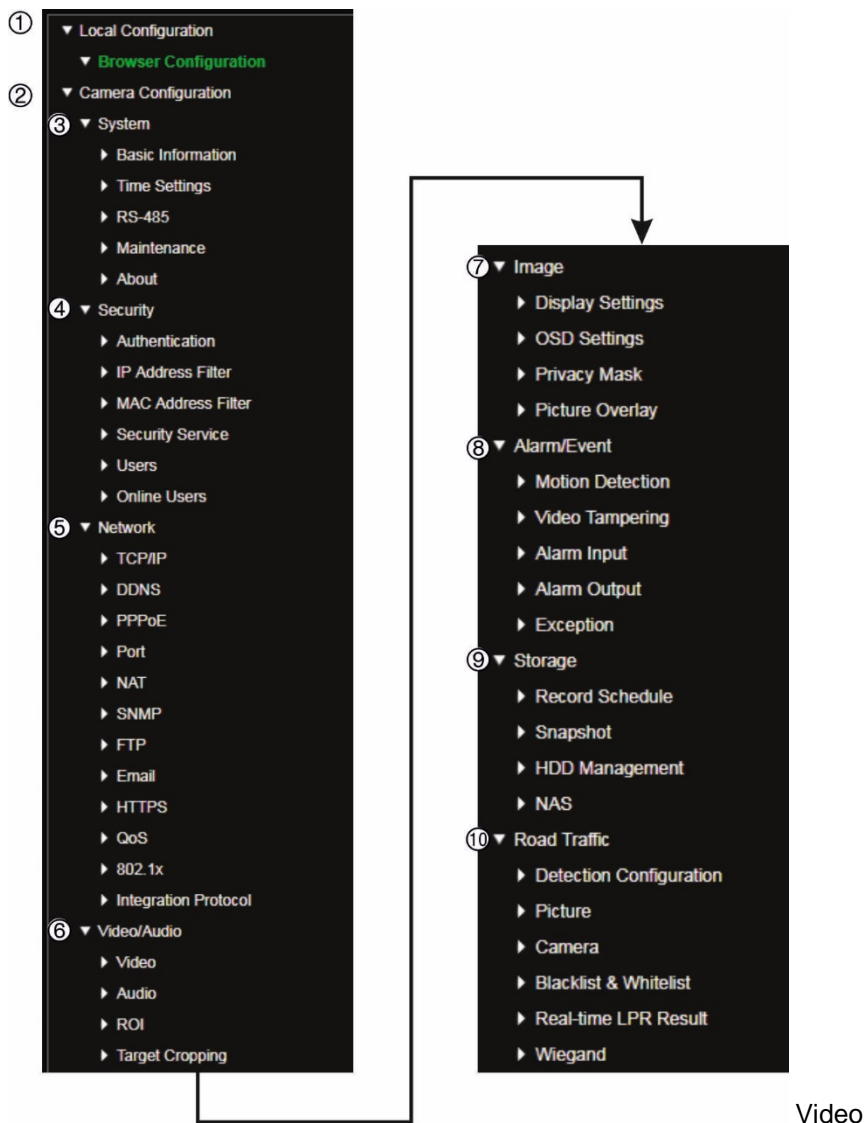 ① Local Configuration
Browser Configuration
② Camera Configuration
③ System
Basic Information
Time Settings
RS-485
Maintenance
About
④ Security
Authentication
IP Address Filter
MAC Address Filter
Security Service
Users
Online Users
⑤ Network
TCP/IP
DDNS
PPPoE
Port
NAT
SNMP
FTP
Email
HTTPS
QoS
802.1x
Integration Protocol
⑥ Video/Audio
Video
Audio
ROI
Target Cropping
⑦ Image
Display Settings
OSD Settings
Privacy Mask
Picture Overlay
⑧ Alarm/Event
Motion Detection
Video Tampering
Alarm Input
Alarm Output
Exception
⑨ Storage
Record Schedule
Snapshot
HDD Management
NAS
⑩ Road Traffic
Detection Configuration
Picture
Camera
Blacklist & Whitelist
Real-time LPR Result
Wiegand
Video